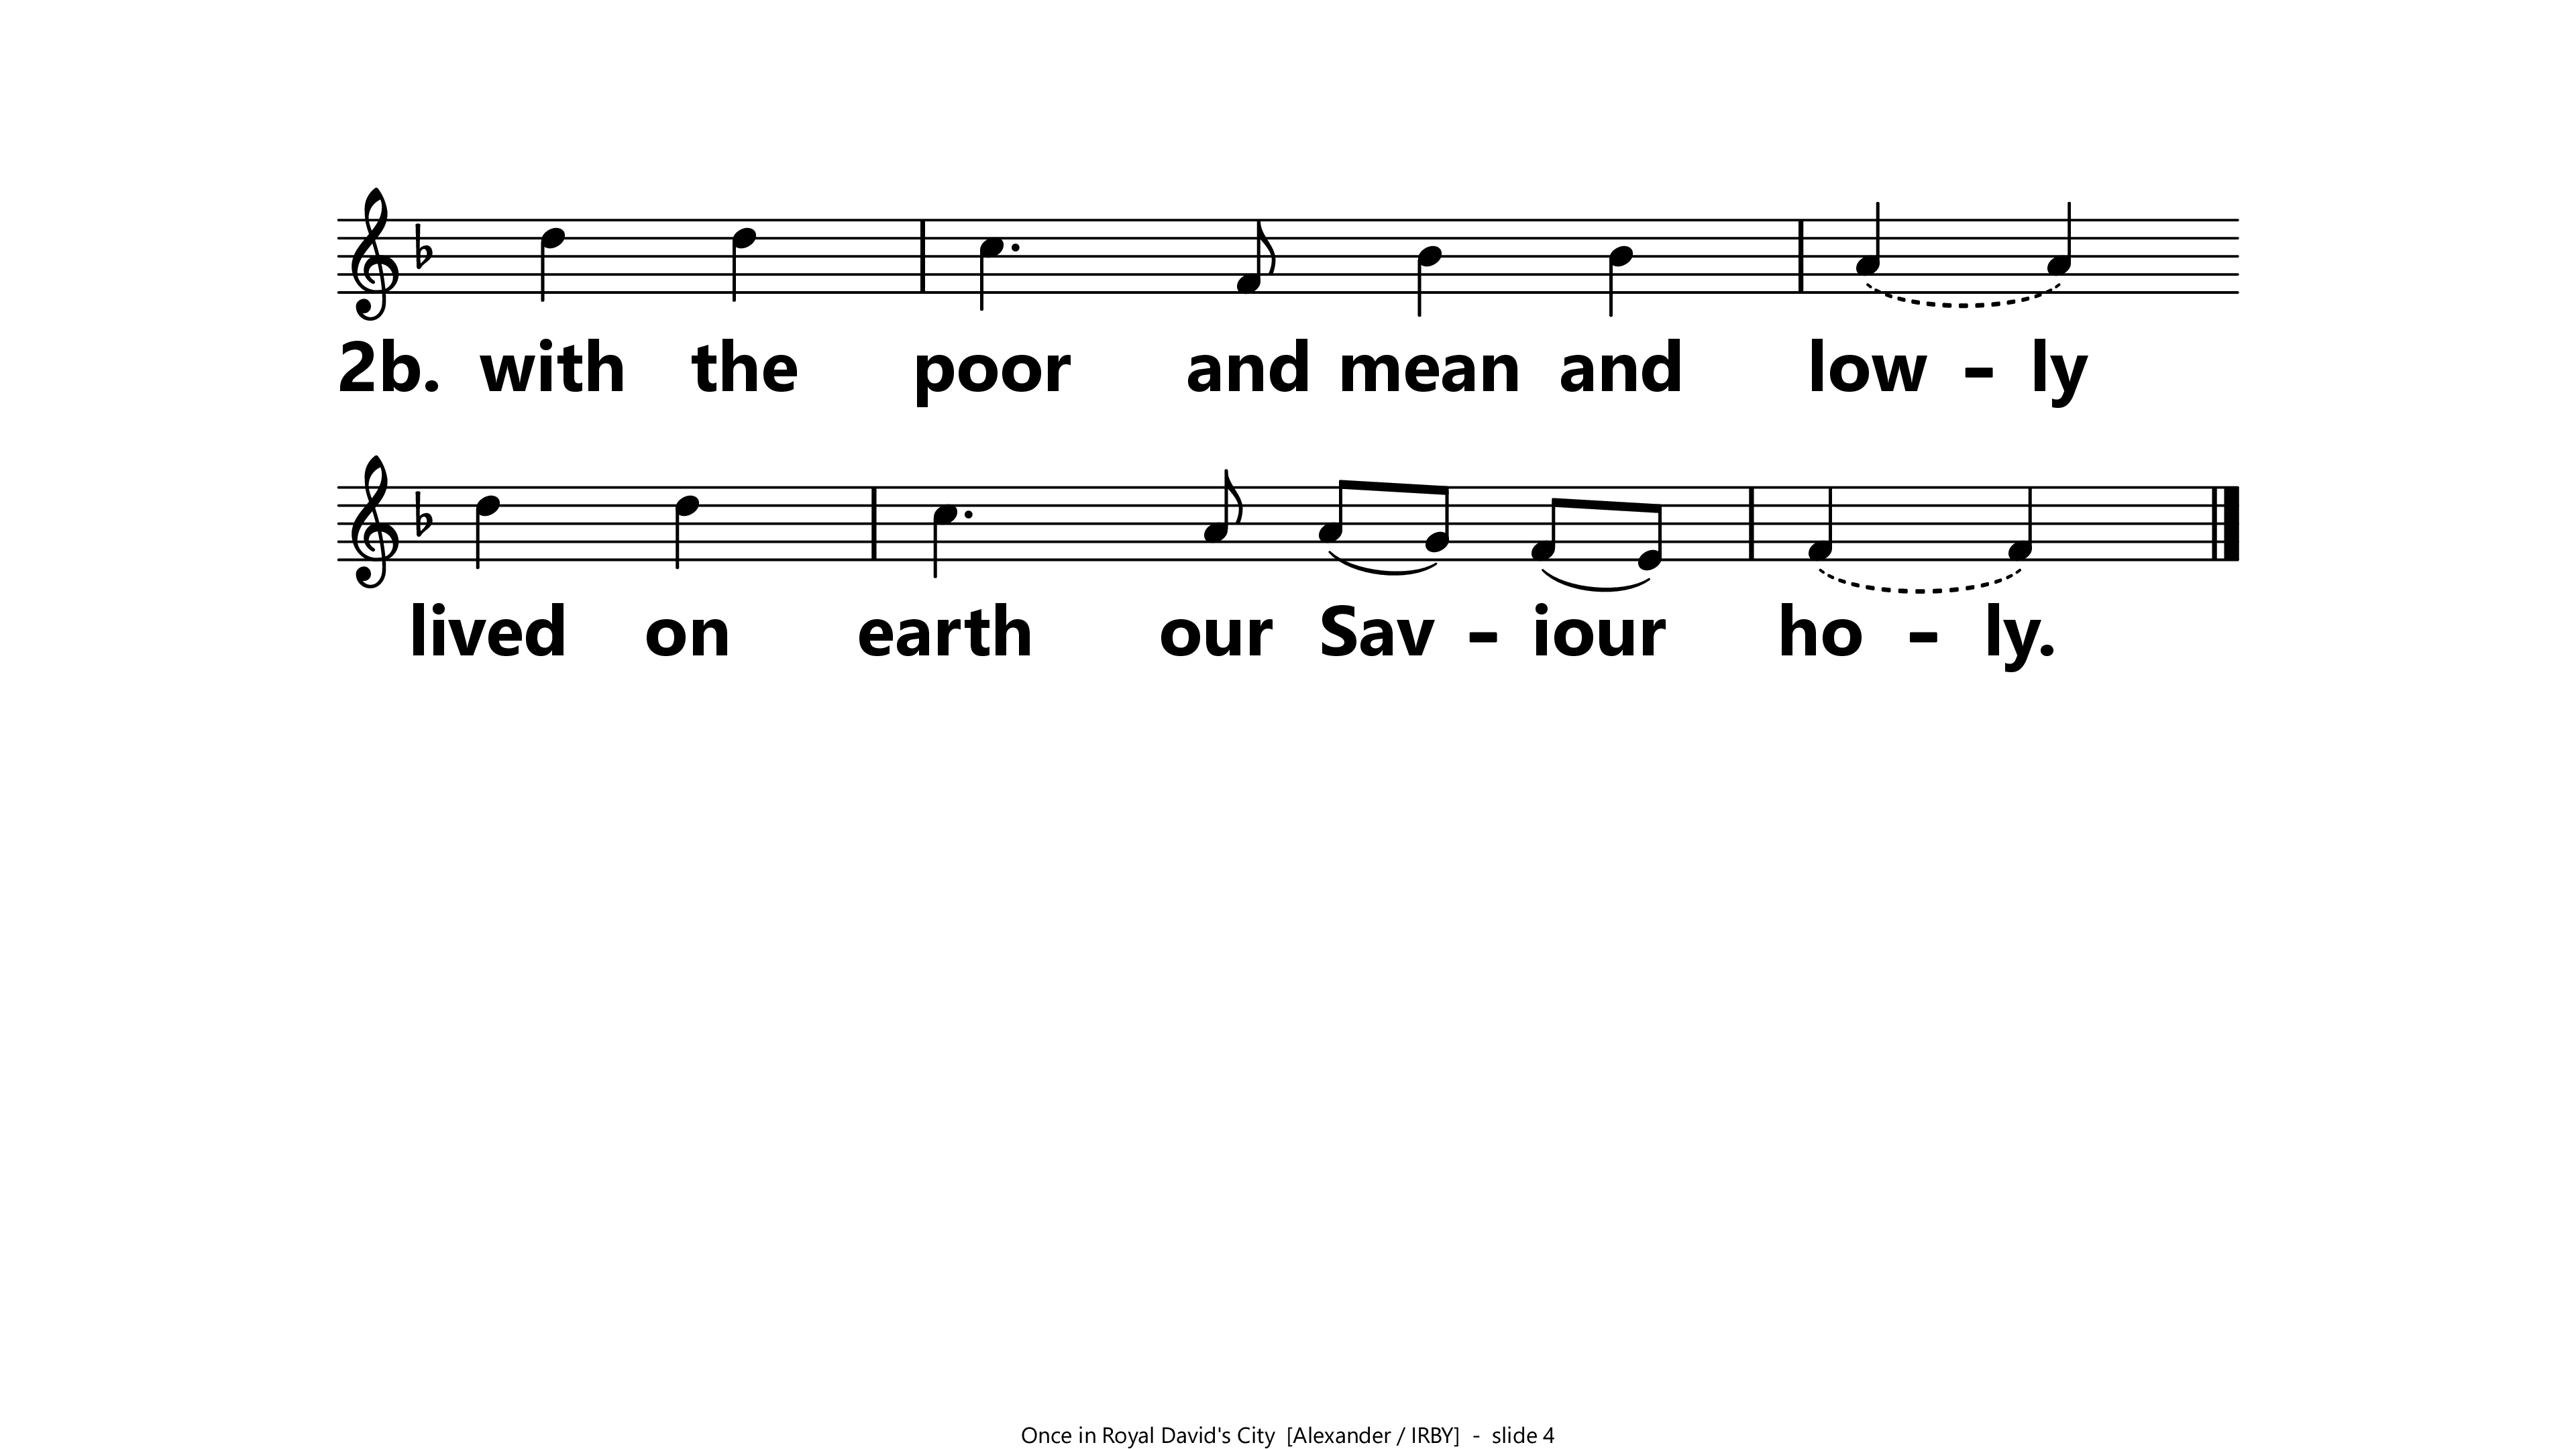 2b. with the poor and mean and low - ly
lived on earth our Sav - iour ho - ly.
Once in Royal David's City [Alexander / IRBY] - slide 4